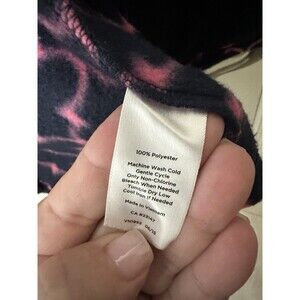 100% Polyester
Machine Wash Cold
Gentle Cycle
Only Non-Chlorine
Bleach When Needed
Tumble Dry Low
Cool Iron If Needed
Made in Vietnam